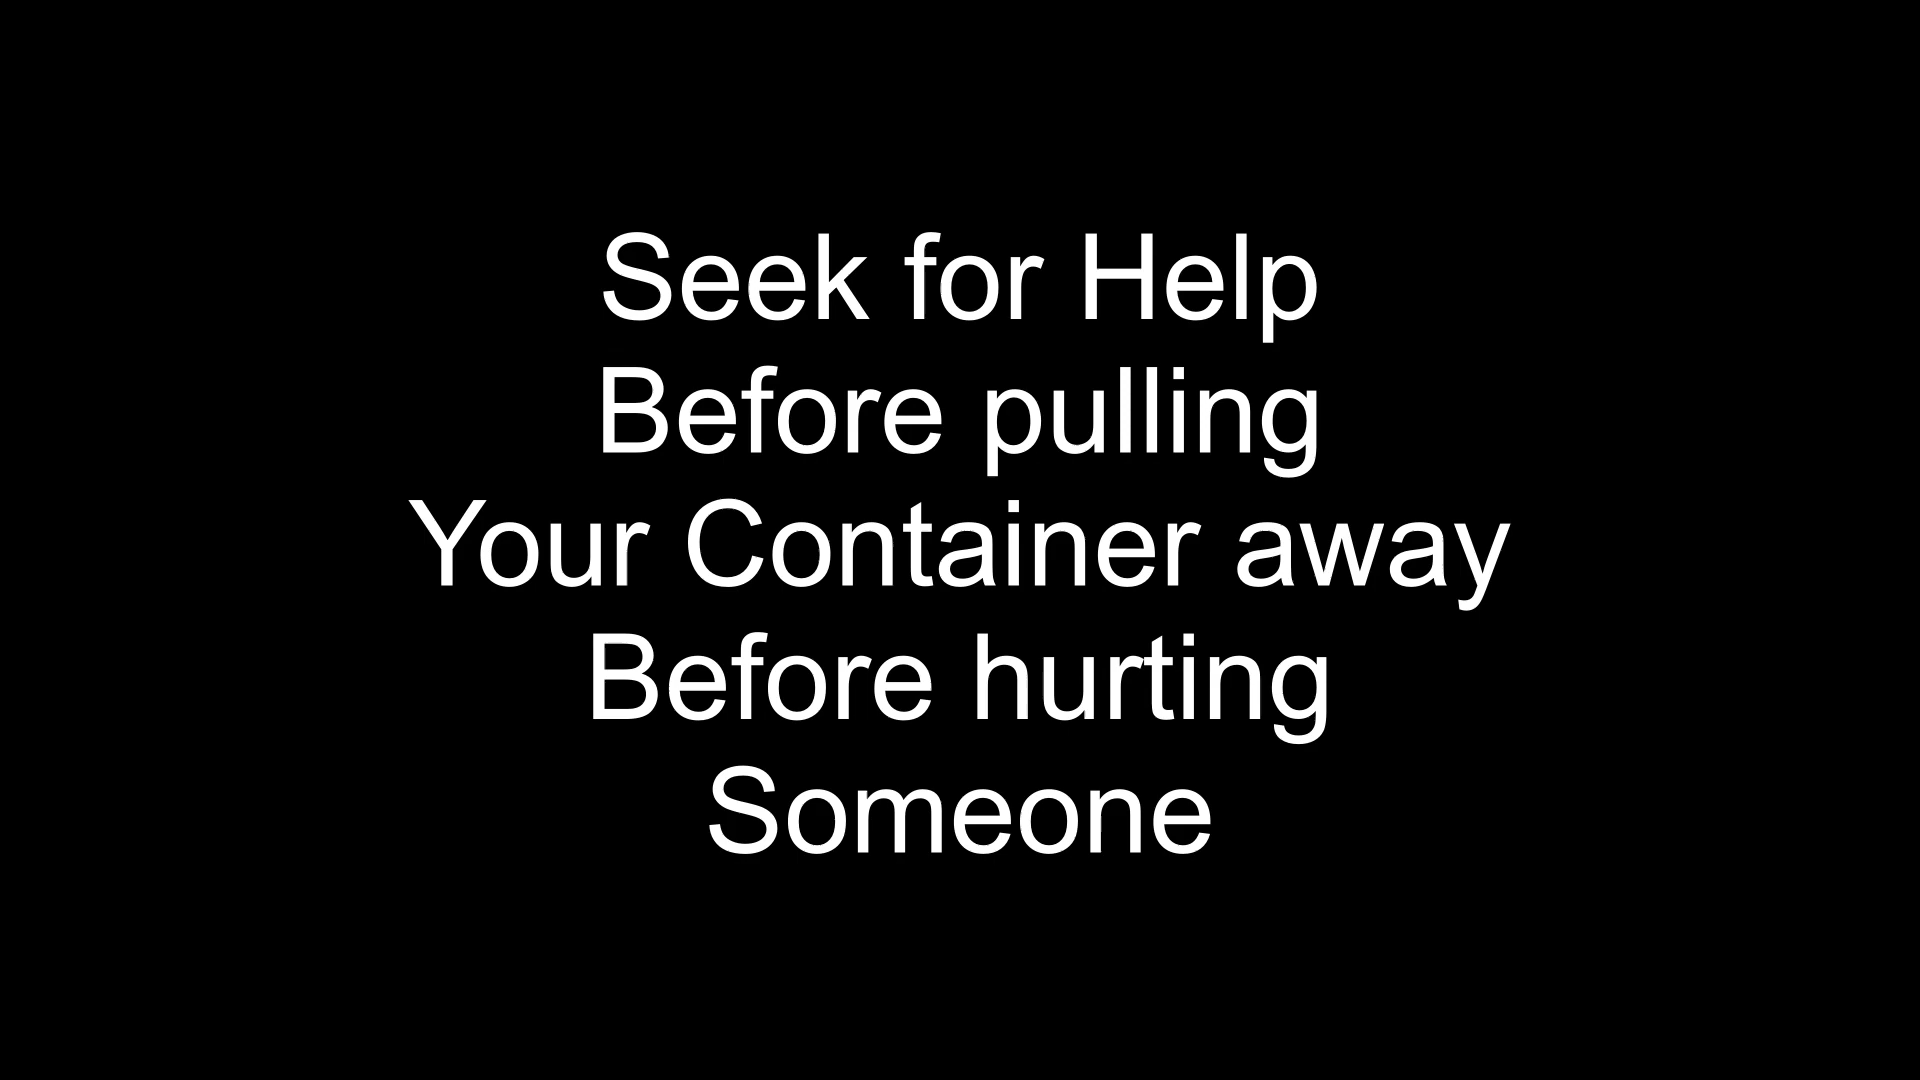 Seek for Help
Before pulling
Your Container away
Before hurting
Someone